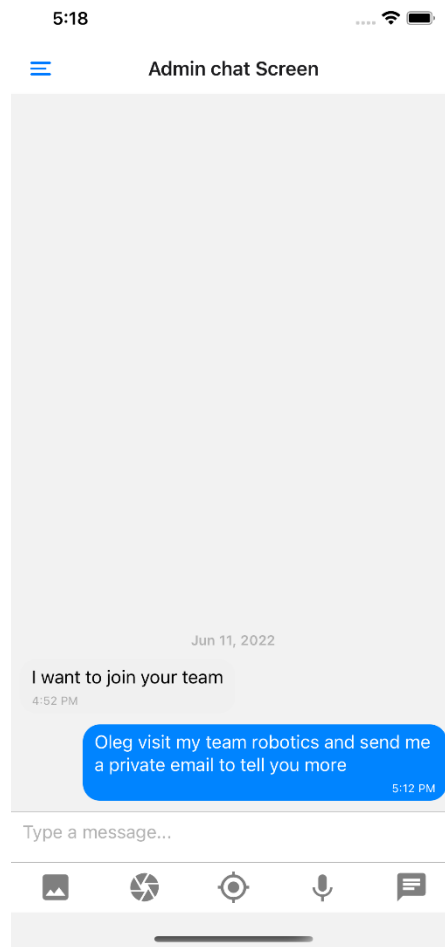 5:18
Admin chat Screen
Jun 11, 2022
I want to join your team
4:52 PM
Oleg visit my team robotics and send me
a private email to tell you more
5:12 PM
Type a message...